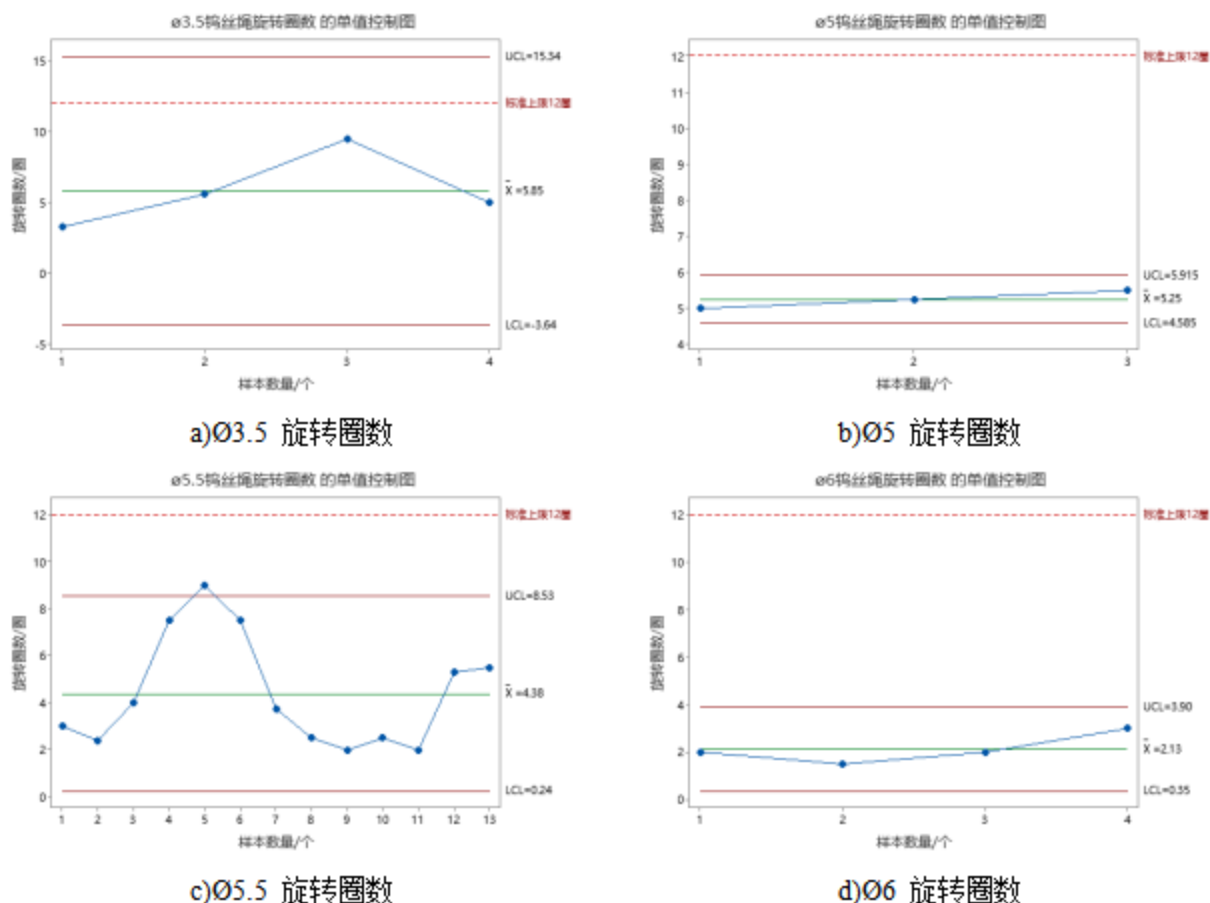 ø3.5钨丝绳旋转圈数 的单值控制图
15
10
5
0
-5
旋转圈数/圈
UCL=15.34
标准上限12圈
X̄ =5.85
LCL=-3.64
1 2 3 4
样本数量/个
a)Ø3.5 旋转圈数
ø5钨丝绳旋转圈数 的单值控制图
12
11
10
9
8
7
6
5
4
旋转圈数/圈
标准上限12圈
UCL=5.915
X̄ =5.25
LCL=4.585
1 2 3
样本数量/个
b)Ø5 旋转圈数
ø5.5钨丝绳旋转圈数 的单值控制图
12
10
8
6
4
2
0
旋转圈数/圈
标准上限12圈
UCL=8.53
X̄ =4.38
LCL=0.24
1 2 3 4 5 6 7 8 9 10 11 12 13
样本数量/个
c)Ø5.5 旋转圈数
ø6钨丝绳旋转圈数 的单值控制图
12
10
8
6
4
2
0
旋转圈数/圈
标准上限12圈
UCL=3.90
X̄ =2.13
LCL=0.35
1 2 3 4
样本数量/个
d)Ø6 旋转圈数